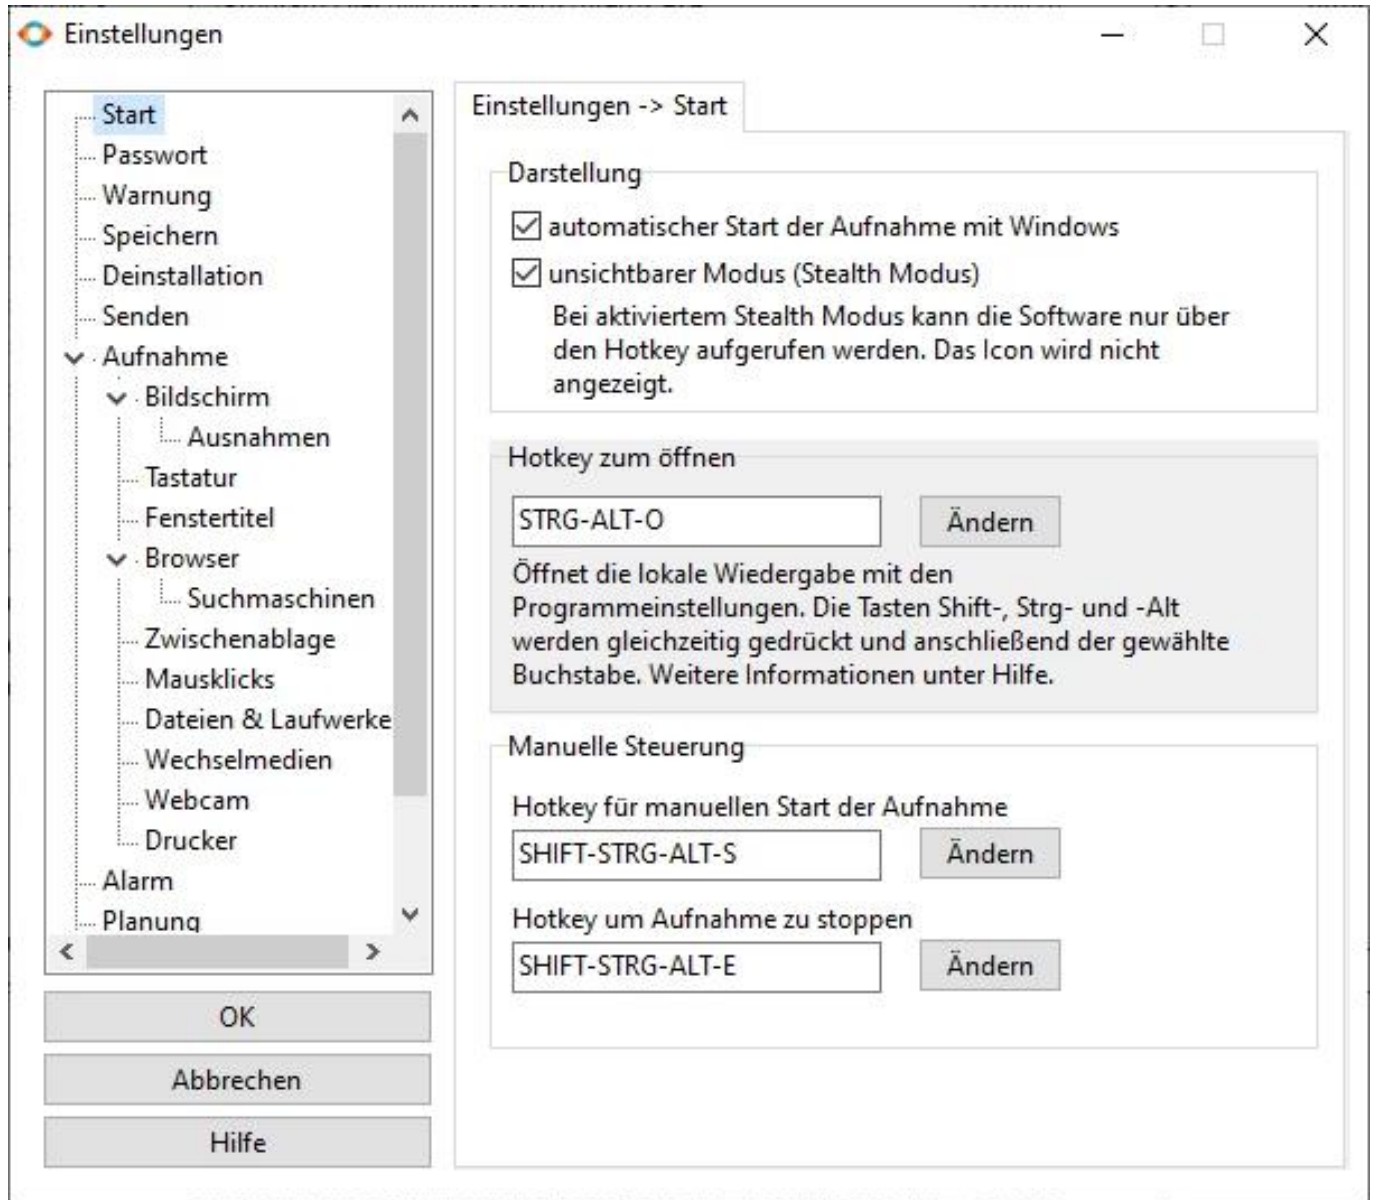 Einstellungen
Start
Passwort
Warnung
Speichern
Deinstallation
Senden
Aufnahme
Bildschirm
Ausnahmen
Tastatur
Fenstertitel
Browser
Suchmaschinen
Zwischenablage
Mausklicks
Dateien & Laufwerke
Wechselmedien
Webcam
Drucker
Alarm
Planung
OK
Abbrechen
Hilfe
Einstellungen -> Start
Darstellung
automatischer Start der Aufnahme mit Windows
unsichtbarer Modus (Stealth Modus)
Bei aktiviertem Stealth Modus kann die Software nur über
den Hotkey aufgerufen werden. Das Icon wird nicht
angezeigt.
Hotkey zum öffnen
STRG-ALT-O
Ändern
Öffnet die lokale Wiedergabe mit den
Programmeinstellungen. Die Tasten Shift-, Strg- und -Alt
werden gleichzeitig gedrückt und anschließend der gewählte
Buchstabe. Weitere Informationen unter Hilfe.
Manuelle Steuerung
Hotkey für manuellen Start der Aufnahme
SHIFT-STRG-ALT-S
Ändern
Hotkey um Aufnahme zu stoppen
SHIFT-STRG-ALT-E
Ändern